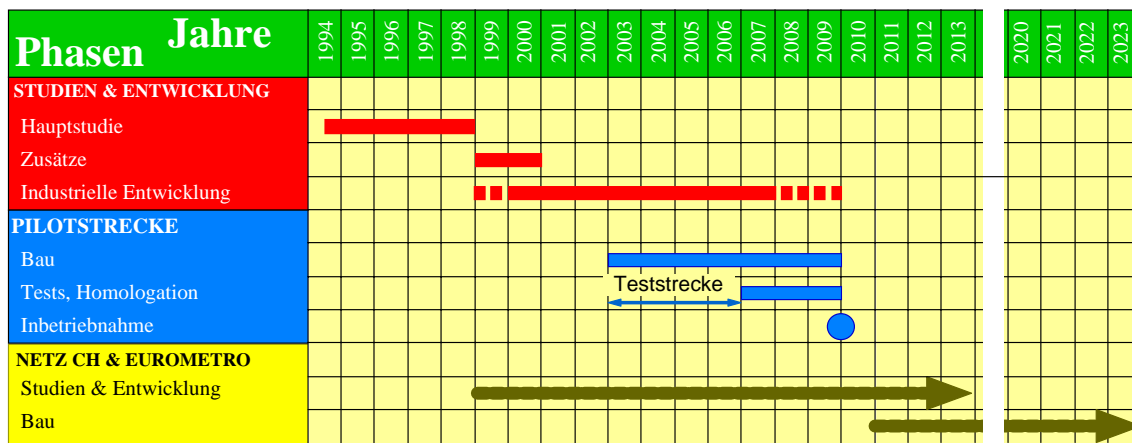 Phasen Jahre 1994 1995 1996 1997 1998 1999 2000 2001 2002 2003 2004 2005 2006 2007 2008 2009 2010 2011 2012 2013 2020 2021 2022 2023
STUDIEN & ENTWICKLUNG
Hauptstudie
Zusätze
Industrielle Entwicklung
PILOTSTRECKE
Bau
Teststrecke
Tests, Homologation
Inbetriebnahme
NETZ CH & EUROMETRO
Studien & Entwicklung
Bau